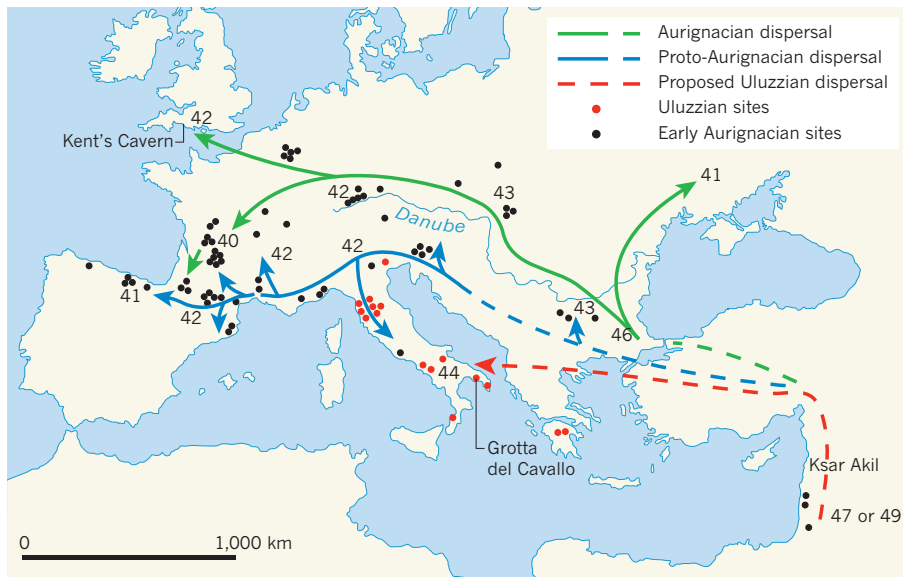 Aurignacian dispersal
Proto-Aurignacian dispersal
Proposed Uluzzian dispersal
Uluzzian sites
Early Aurignacian sites
42
Kent's Cavern
42
43
41
Danube
40
42
42
41
42
43
46
44
Grotta
del Cavallo
Ksar Akil
47 or 49
0
1,000 km